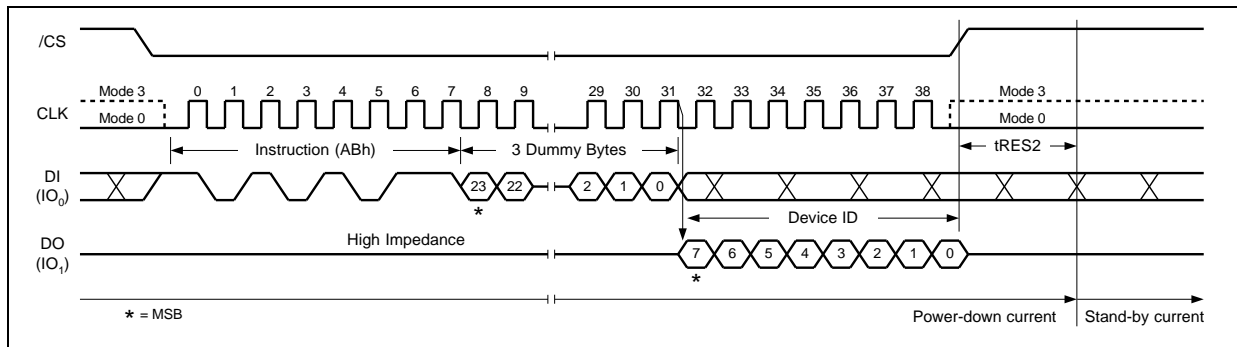 /CS
Mode 3 0 1 2 3 4 5 6 7 8 9 29 30 31 32 33 34 35 36 37 38 Mode 3
CLK
Mode 0 Mode 0
Instruction (ABh) 3 Dummy Bytes tRES2
DI
(IO0)
23 22 2 1 0
*
Device ID
High Impedance
DO
(IO1)
7 6 5 4 3 2 1 0
*
* = MSB
Power-down current Stand-by current